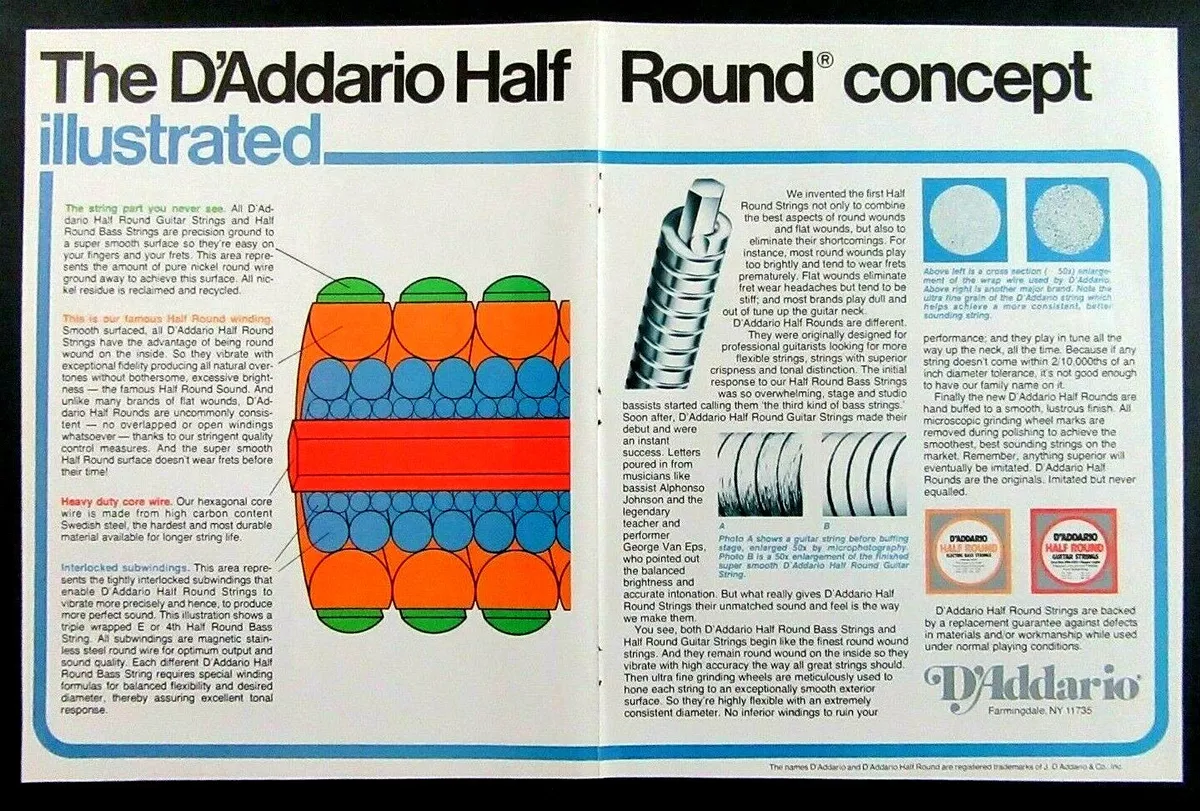 The D'Addario Half Round® concept
illustrated.
The string part you never see. All D'Ad-
dario Half Round Guitar Strings and Half
Round Bass Strings are precision ground to
a super smooth surface so they're easy on
your fingers and your frets. This area repre-
sents the amount of pure nickel round wire
ground away to achieve this surface. All nic-
kel residue is reclaimed and recycled.
This is our famous Half Round winding.
Smooth surfaced, all D'Addario Half Round
Strings have the advantage of being round
wound on the inside. So they vibrate with
exceptional fidelity producing all natural over-
tones without bothersome, excessive bright-
ness — the famous Half Round Sound. And
unlike many brands of flat wounds, D'Ad-
dario Half Rounds are uncommonly consis-
tent — no overlapped or open windings
whatsoever — thanks to our stringent quality
control measures. And the super smooth
Half Round surface doesn't wear frets before
their time!
Heavy duty core wire. Our hexagonal core
wire is made from high carbon content
Swedish steel, the hardest and most durable
material available for longer string life.
Interlocked subwindings. This area repre-
sents the tightly interlocked subwindings that
enable D'Addario Half Round Strings to
vibrate more precisely and hence, to produce
more perfect sound. This illustration shows a
triple wrapped E or 4th Half Round Bass
String. All subwindings are magnetic stain-
less steel round wire for optimum output and
sound quality. Each different D'Addario Half
Round Bass String requires special winding
formulas for balanced flexibility and desired
diameter, thereby assuring excellent tonal
response.
We invented the first Half
Round Strings not only to combine
the best aspects of round wounds
and flat wounds, but also to
eliminate their shortcomings. For
instance, most round wounds play
too brightly and tend to wear frets
prematurely. Flat wounds eliminate
fret wear headaches but tend to be
stiff; and most brands play dull and
out of tune up the guitar neck.
D'Addario Half Rounds are different.
They were originally designed for
professional guitarists looking for more
flexible strings, strings with superior
crispness and tonal distinction. The initial
response to our Half Round Bass Strings
was so overwhelming, stage and studio
bassists started calling them 'the third kind of bass strings.'
Soon after, D'Addario Half Round Guitar Strings made their
debut and were
an instant
success. Letters
poured in from
musicians like
bassist Alphonso
Johnson and the
legendary
teacher and
performer
George Van Eps,
who pointed out
the balanced
brightness and
accurate intonation. But what really gives D'Addario Half
Round Strings their unmatched sound and feel is the way
we make them.
You see, both D'Addario Half Round Bass Strings and
Half Round Guitar Strings begin like the finest round wound
strings. And they remain round wound on the inside so they
vibrate with high accuracy the way all great strings should.
Then ultra fine grinding wheels are meticulously used to
hone each string to an exceptionally smooth exterior
surface. So they're highly flexible with an extremely
consistent diameter. No inferior windings to ruin your
A
B
Photo A shows a guitar string before buffing
stage, enlarged 50x by microphotography.
Photo B is a 50x enlargement of the finished
super smooth D'Addario Half Round Guitar
String.
Above left is a cross section ( 50x) enlarge-
ment of the wrap wire used by D'Addario.
Above right is another major brand. Note the
ultra fine grain of the D'Addario string which
helps achieve a more consistent, better
sounding string.
performance; and they play in tune all the
way up the neck, all the time. Because if any
string doesn't come within 2/10,000ths of an
inch diameter tolerance, it's not good enough
to have our family name on it.
Finally the new D'Addario Half Rounds are
hand buffed to a smooth, lustrous finish. All
microscopic grinding wheel marks are
removed during polishing to achieve the
smoothest, best sounding strings on the
market. Remember, anything superior will
eventually be imitated. D'Addario Half
Rounds are the originals. Imitated but never
equalled.
D'ADDARIO
HALF ROUND
ELECTRIC BASS STRINGS
D'ADDARIO
HALF ROUND
GUITAR STRINGS
D'Addario Half Round Strings are backed
by a replacement guarantee against defects
in materials and/or workmanship while used
under normal playing conditions.
D'Addario®
Farmingdale, NY 11735
The names D'Addario and D'Addario Half Round are registered trademarks of J. D'Addario & Co., Inc.